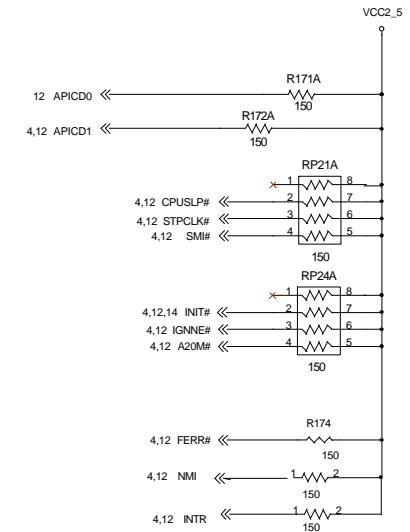 VCC2_5
R171A
12 APICD0
150
R172A
4,12 APICD1
150
RP21A
1 8
4,12 CPUSLP# 2 7
4,12 STPCLK# 3 6
4,12 SMI# 4 5
150
RP24A
1 8
4,12,14 INIT# 2 7
4,12 IGNNE# 3 6
4,12 A20M# 4 5
150
R174
4,12 FERR#
150
4,12 NMI 1 2
150
4,12 INTR 1 2
150